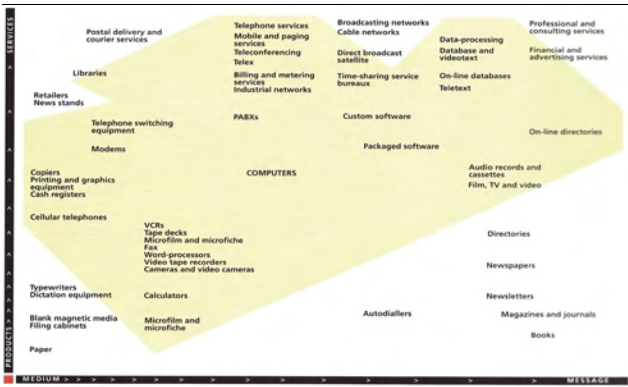 SERVICES
Postal delivery and
courier services
Telephone services
Mobile and paging
services
Teleconferencing
Telex
Broadcasting networks
Cable networks
Direct broadcast
satellite
Data-processing
Database and
videotext
Professional and
consulting services
Financial and
advertising services
Libraries
Billing and metering
services
Industrial networks
Time-sharing service
bureaux
On-line databases
Teletext
Retailers
News stands
Telephone switching
equipment
PABXs
Custom software
On-line directories
Modems
Packaged software
Copiers
Printing and graphics
equipment
Cash registers
COMPUTERS
Audio records and
cassettes
Film, TV and video
Cellular telephones
VCRs
Tape decks
Microfilm and microfiche
Fax
Word-processors
Video tape recorders
Cameras and video cameras
Directories
Newspapers
Typewriters
Dictation equipment
Calculators
Newsletters
Blank magnetic media
Filing cabinets
Microfilm and
microfiche
Autodiallers
Magazines and journals
Books
Paper
PRODUCTS
MEDIUM > > > > > > > > > > > > MESSAGE